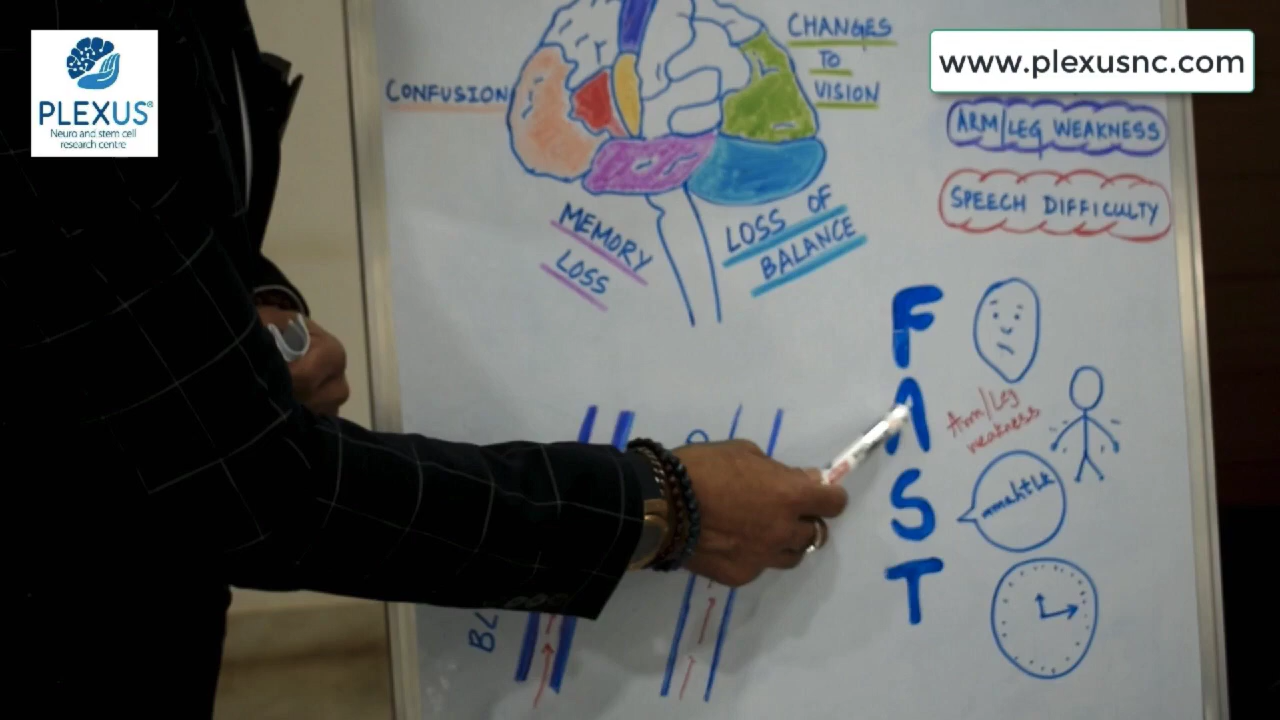 PLEXUS®
Neuro and stem cell
research centre
www.plexusnc.com
CONFUSION
CHANGES
TO
VISION
ARM/LEG WEAKNESS
SPEECH DIFFICULTY
MEMORY
LOSS
LOSS OF
BALANCE
F
A
Arm/Leg
weakness
S
T
BL